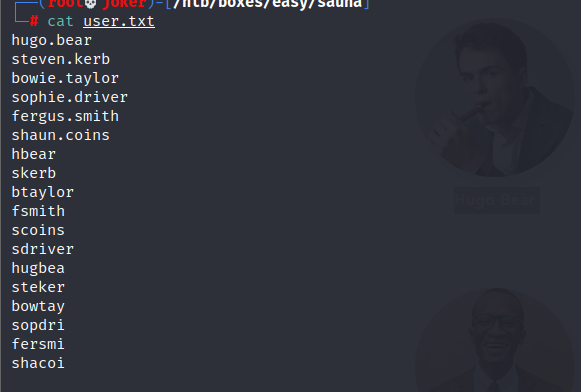 ┌──(root💀joker)-[/htb/boxes/easy/sauna]
└─# cat user.txt
hugo.bear
steven.kerb
bowie.taylor
sophie.driver
fergus.smith
shaun.coins
hbear
skerb
btaylor
fsmith
scoins
sdriver
hugbea
steker
bowtay
sopdri
fersmi
shacoi
Hugo Bear